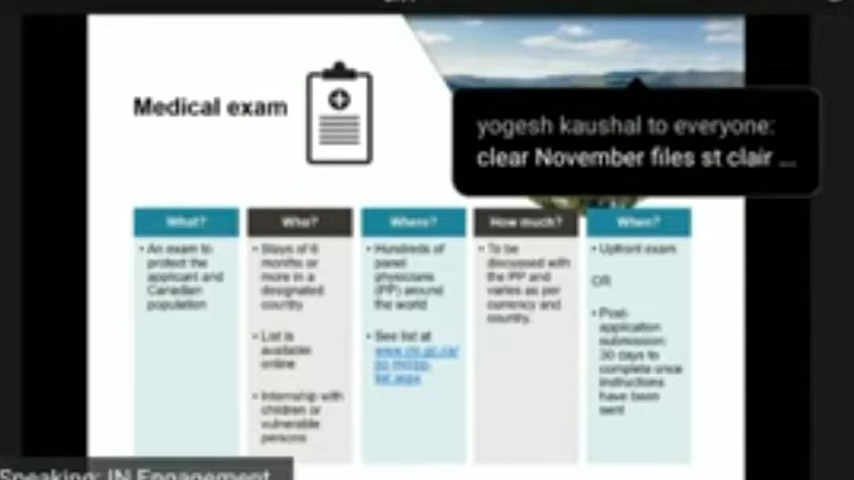 Medical exam
yogesh kaushal to everyone:
clear November files st clair ...
What?
• An exam to
protect the
applicant and
Canadian
population
Who?
• Stays of 6
months or
more in a
designated
country
• List is
available
online
• Internship with
children or
vulnerable
persons
Where?
• Hundreds of
panel
physicians
(PP) around
the world
• See list at
How much?
• To be
discussed with
the PP and
varies as per
currency and
country.
When?
• Upfront exam
OR
• Post-
application
submission:
30 days to
complete once
instructions
have been
sent
Speaking: IN Engagement